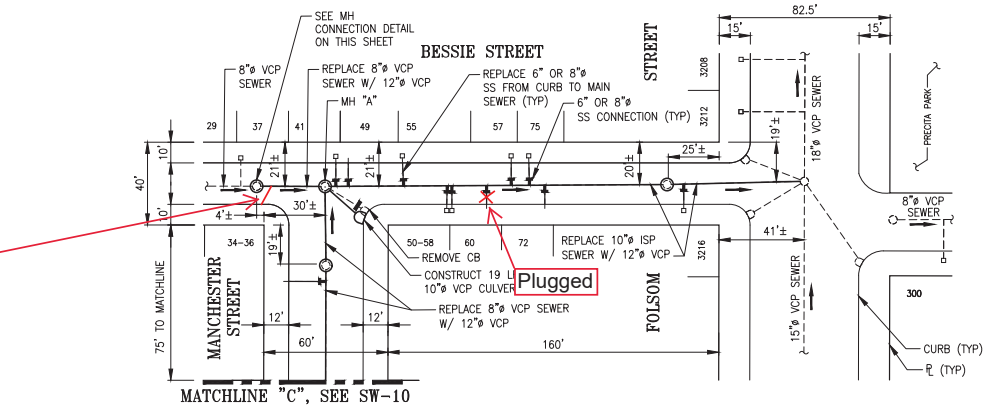 82.5'
15'
15'
SEE MH
CONNECTION DETAIL
ON THIS SHEET
BESSIE STREET
STREET
3208
3212
8"ø VCP
SEWER
REPLACE 8"ø VCP
SEWER W/ 12"ø VCP
REPLACE 6" OR 8"ø
SS FROM CURB TO MAIN
SEWER (TYP)
MH "A"
6" OR 8"ø
SS CONNECTION (TYP)
18"ø VCP SEWER
PRECITA PARK
29
37
41
49
55
57
75
10'
40'
10'
21'±
21'±
20'±
25'±
19'±
4'±
30'±
19'±
8"ø VCP
SEWER
34-36
50-58
60
72
REPLACE 10"ø ISP
SEWER W/ 12"ø VCP
3216
41'±
REMOVE CB
CONSTRUCT 19 L
10"ø VCP CULVER
Plugged
REPLACE 8"ø VCP SEWER
W/ 12"ø VCP
MANCHESTER
STREET
FOLSOM
15"ø VCP SEWER
300
75' TO MATCHLINE
12'
12'
60'
160'
CURB (TYP)
PL (TYP)
MATCHLINE "C", SEE SW-10